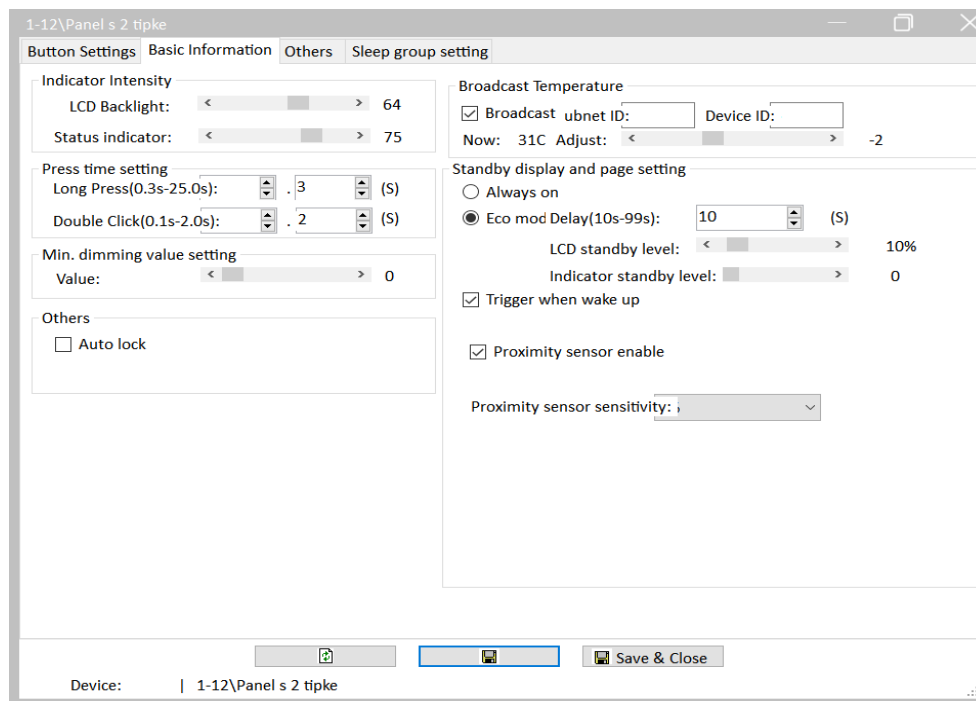 1-12\Panel s 2 tipke
Button Settings Basic Information Others Sleep group setting
Indicator Intensity
LCD Backlight: 64
Status indicator: 75
Press time setting
Long Press(0.3s-25.0s): . 3 (S)
Double Click(0.1s-2.0s): . 2 (S)
Min. dimming value setting
Value: 0
Others
Auto lock
Broadcast Temperature
Broadcast ubnet ID: Device ID:
Now: 31C Adjust: -2
Standby display and page setting
Always on
Eco mod Delay(10s-99s): 10 (S)
LCD standby level: 10%
Indicator standby level: 0
Trigger when wake up
Proximity sensor enable
Proximity sensor sensitivity:
Save & Close
Device: 1-12\Panel s 2 tipke